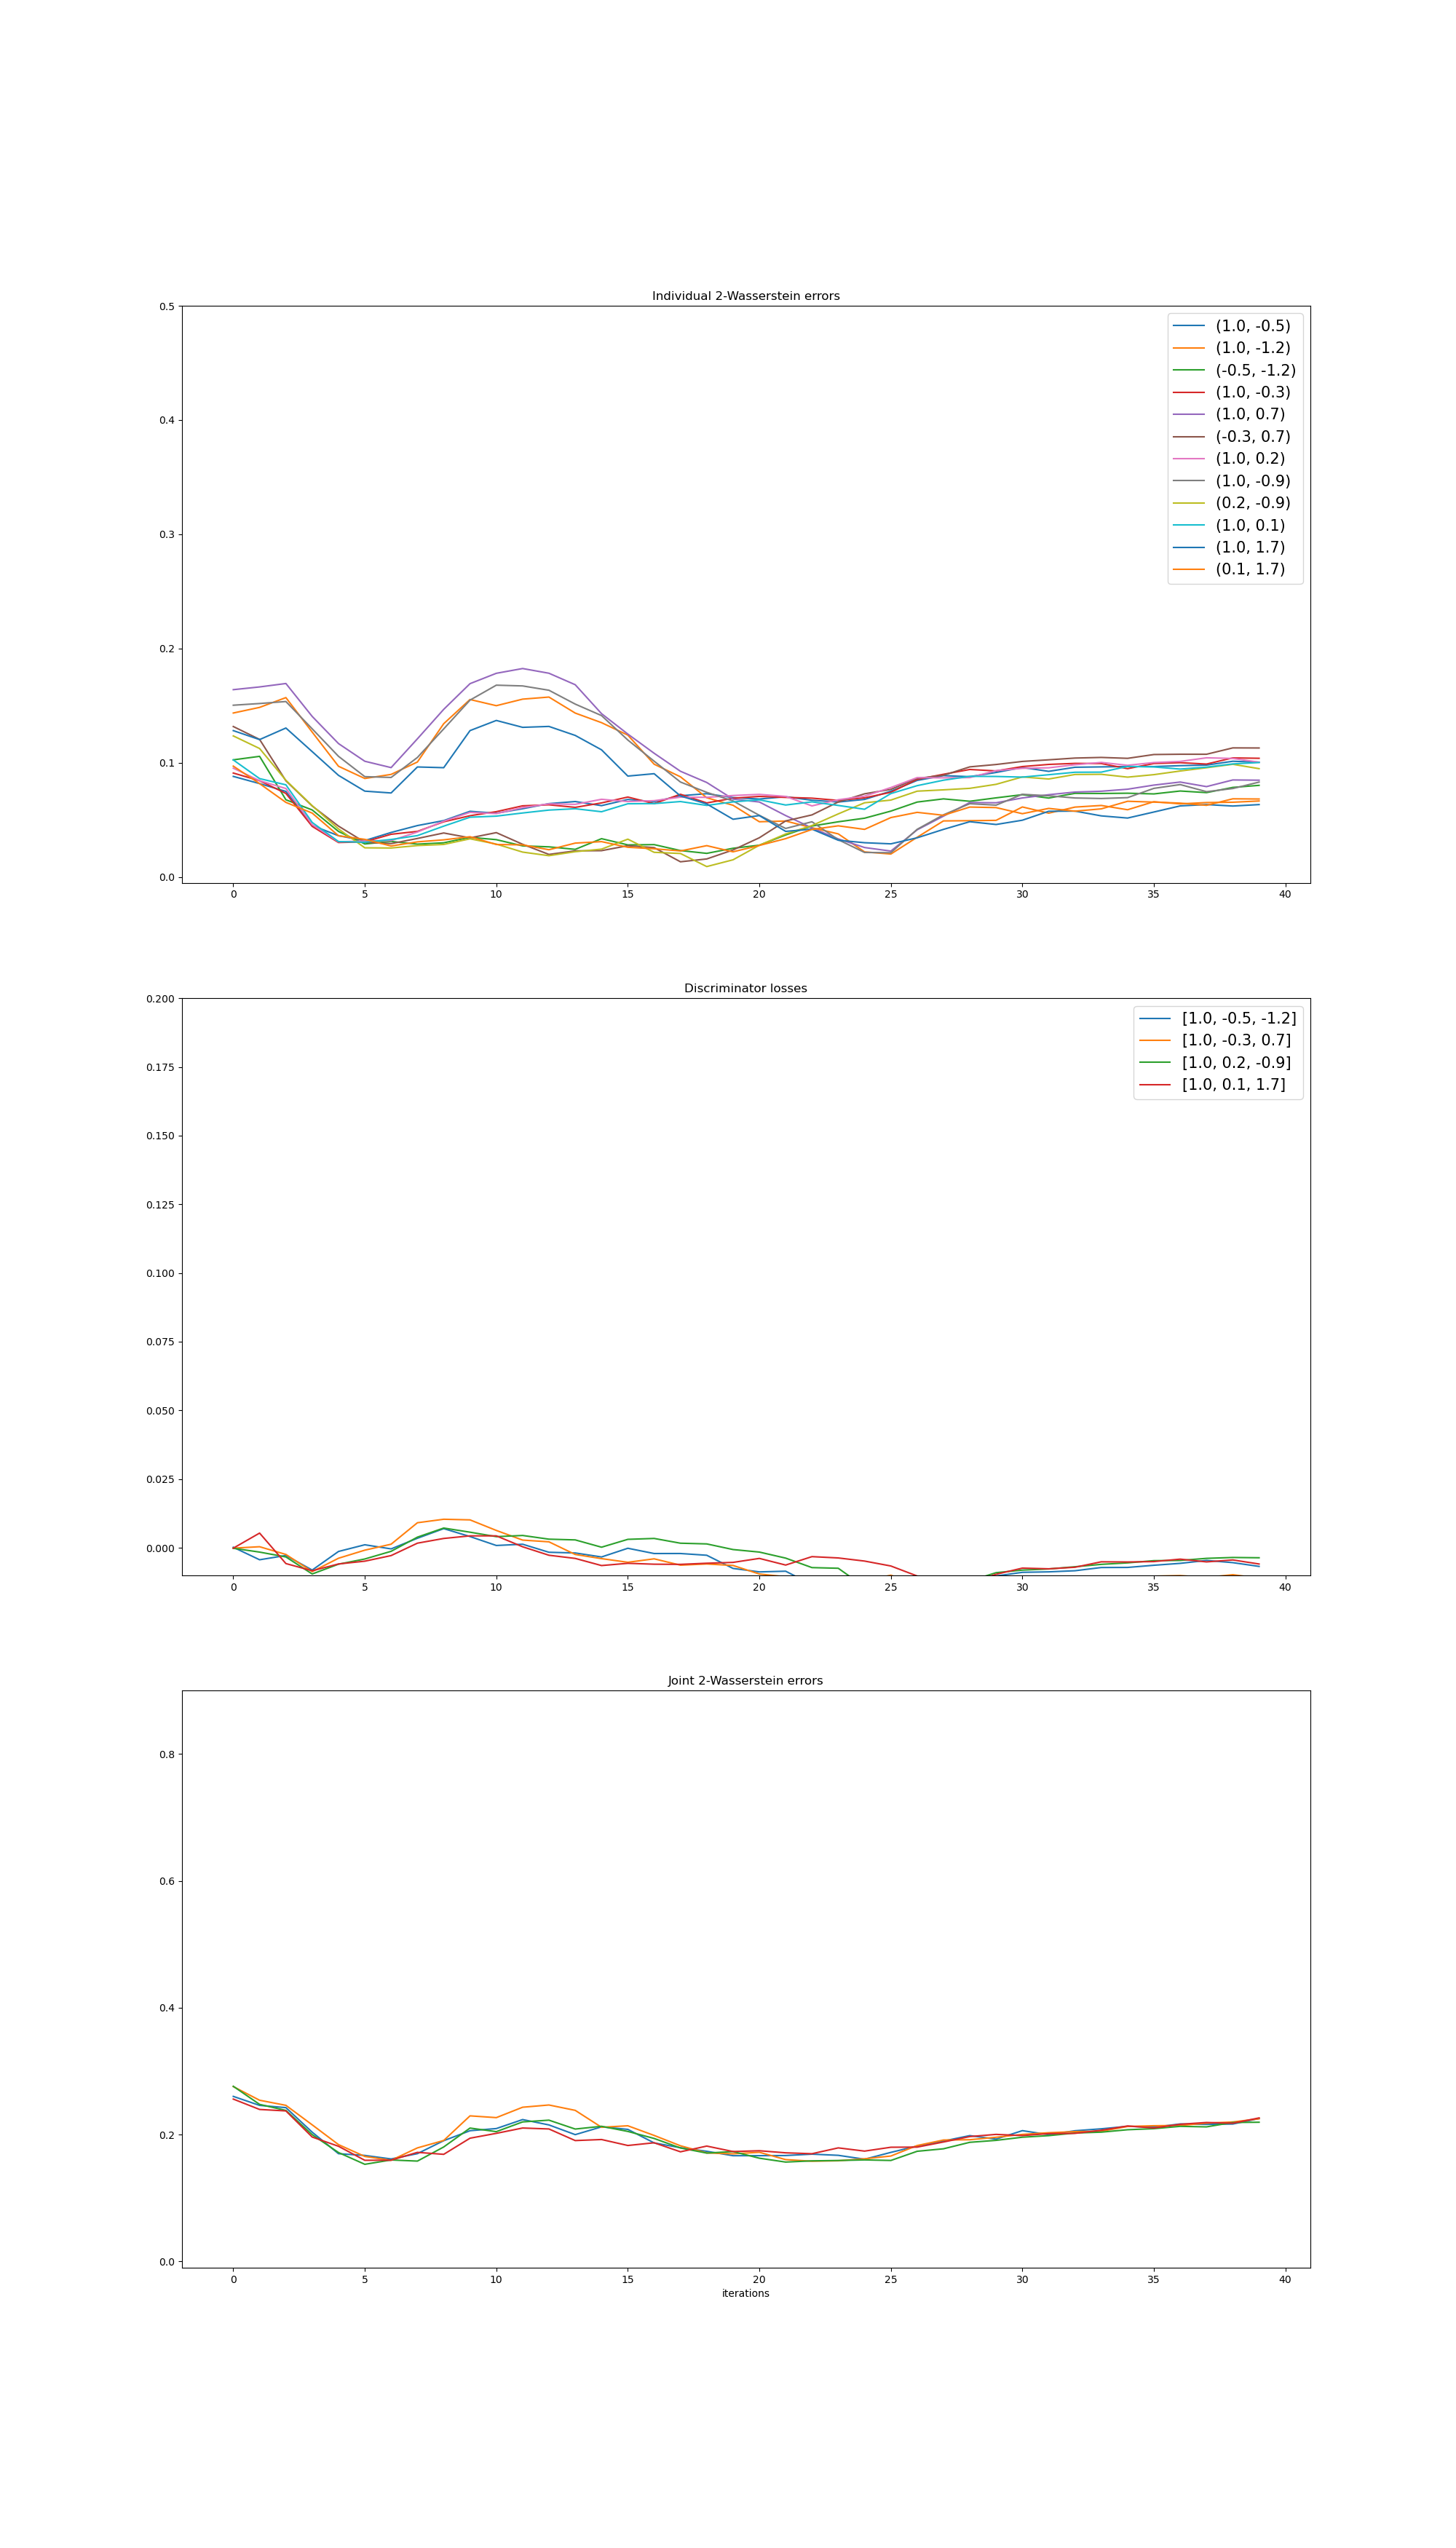 Individual 2-Wasserstein errors
0.5
0.4
0.3
0.2
0.1
0.0
(1.0, -0.5)
(1.0, -1.2)
(-0.5, -1.2)
(1.0, -0.3)
(1.0, 0.7)
(-0.3, 0.7)
(1.0, 0.2)
(1.0, -0.9)
(0.2, -0.9)
(1.0, 0.1)
(1.0, 1.7)
(0.1, 1.7)
0 5 10 15 20 25 30 35 40
Discriminator losses
0.200
0.175
0.150
0.125
0.100
0.075
0.050
0.025
0.000
[1.0, -0.5, -1.2]
[1.0, -0.3, 0.7]
[1.0, 0.2, -0.9]
[1.0, 0.1, 1.7]
0 5 10 15 20 25 30 35 40
Joint 2-Wasserstein errors
0.8
0.6
0.4
0.2
0.0
0 5 10 15 20 25 30 35 40
iterations